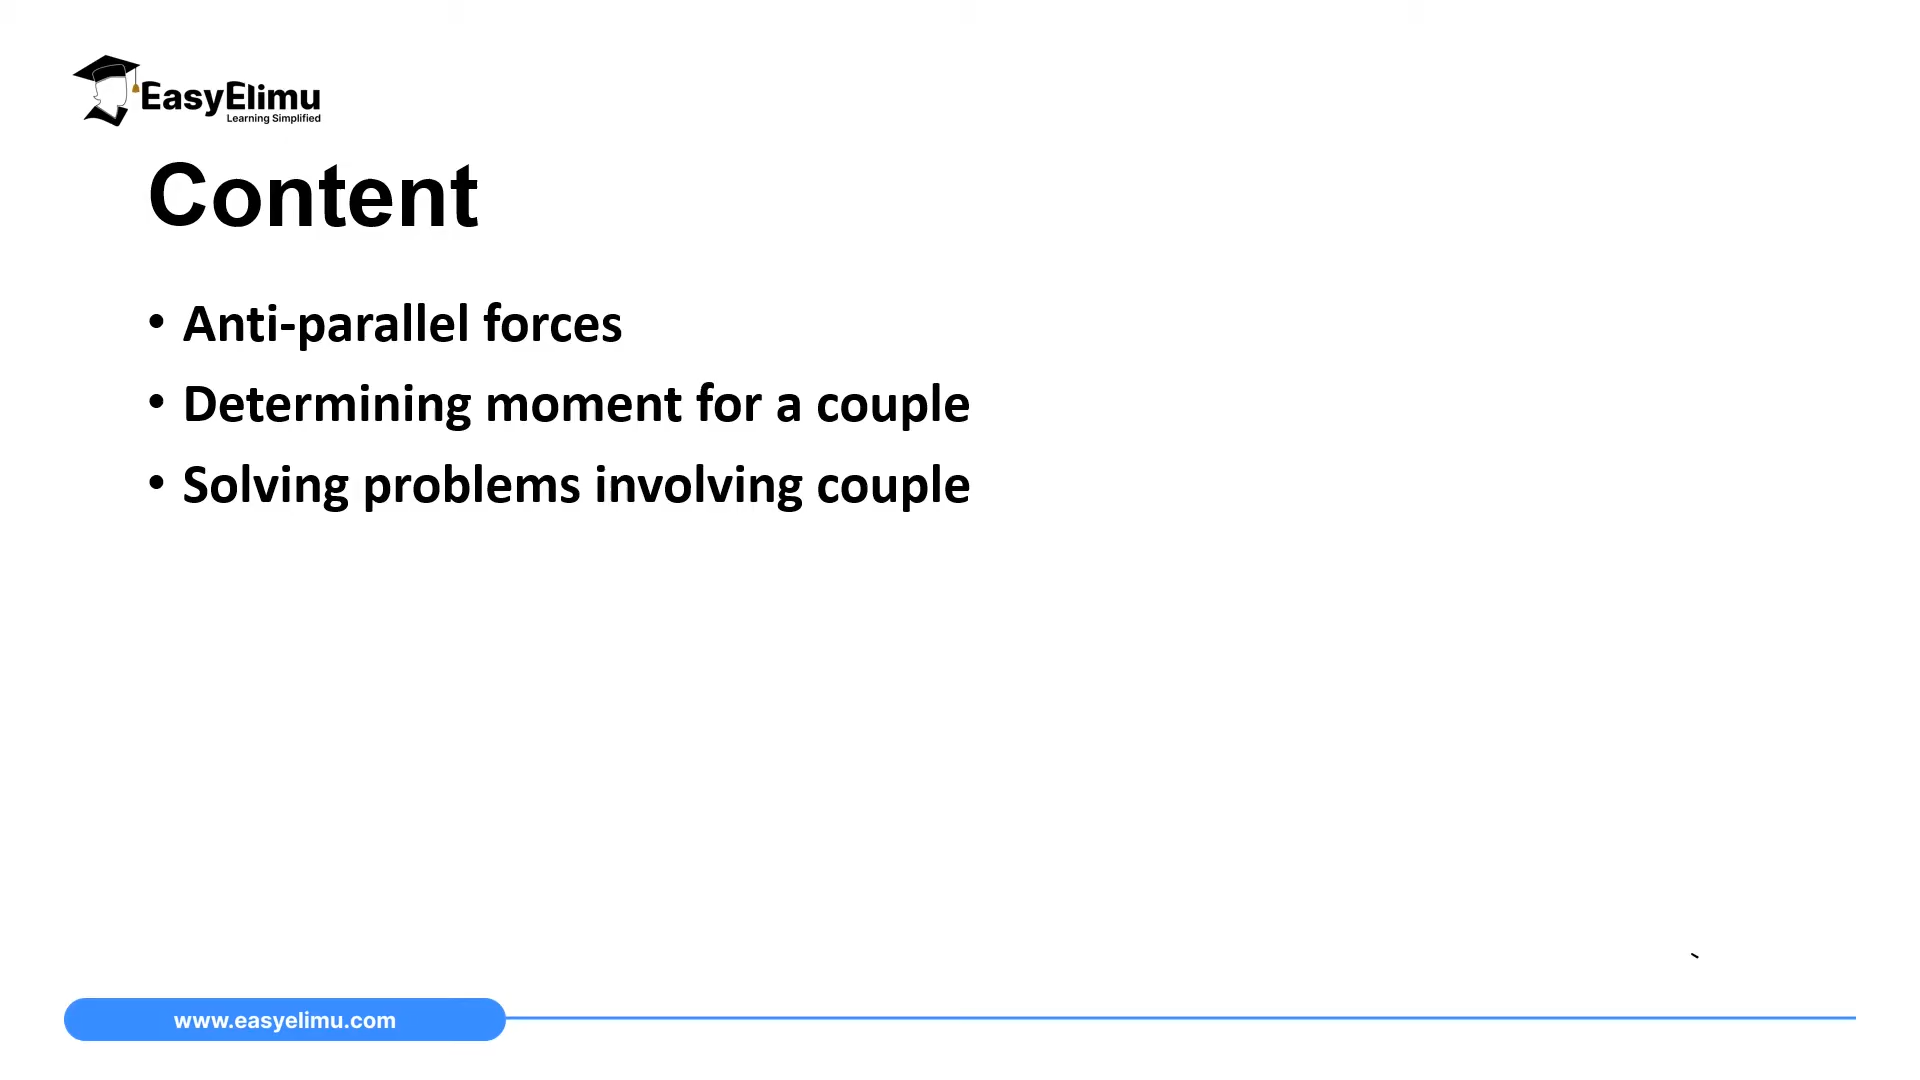 EasyElimu
Learning Simplified
Content
• Anti-parallel forces
• Determining moment for a couple
• Solving problems involving couple
www.easyelimu.com